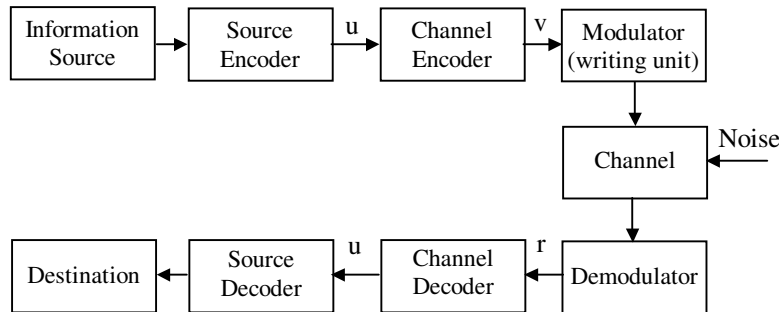 Information
Source
Source
Encoder
u
Channel
Encoder
v
Modulator
(writing unit)
Channel
Noise
Demodulator
r
Channel
Decoder
u
Source
Decoder
Destination